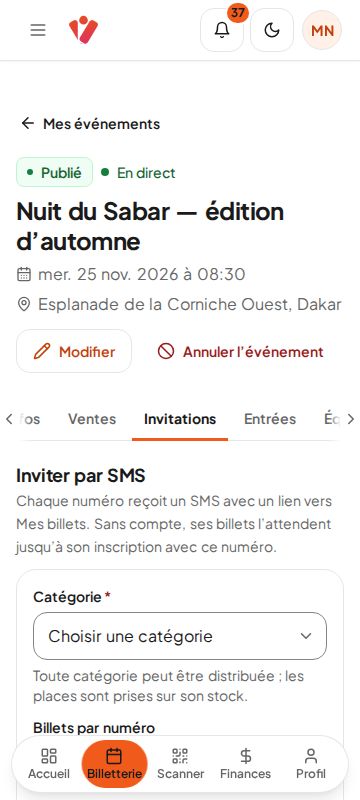 37
MN
Mes événements
Publié
En direct
Nuit du Sabar — édition
d'automne
mer. 25 nov. 2026 à 08:30
Esplanade de la Corniche Ouest, Dakar
Modifier
Annuler l'événement
Ventes
Invitations
Entrées
Inviter par SMS
Chaque numéro reçoit un SMS avec un lien vers
Mes billets. Sans compte, ses billets l'attendent
jusqu'à son inscription avec ce numéro.
Catégorie *
Choisir une catégorie
Toute catégorie peut être distribuée ; les
places sont prises sur son stock.
Billets par numéro
Accueil
Billetterie
Scanner
Finances
Profil